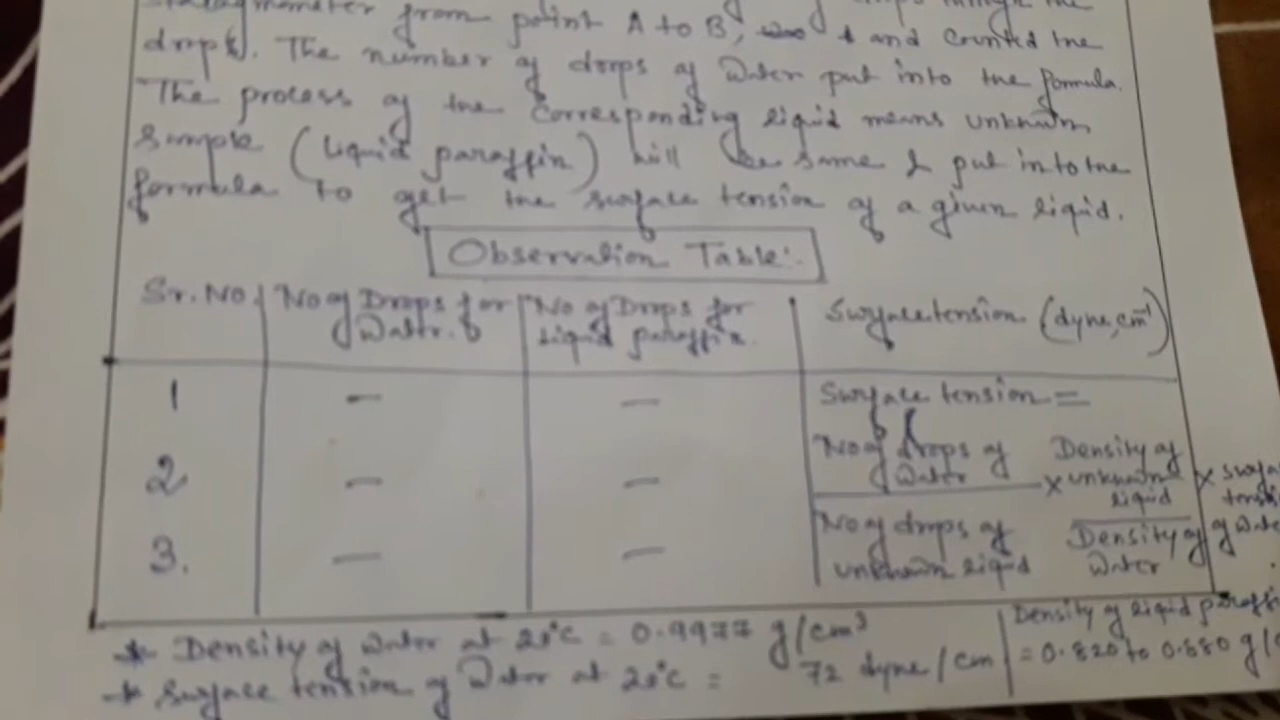 Stalagmometer from point A to B, and Counted the
drops. The number of drops of Water put into the formula.
The process of the corresponding liquid means unknown
sample (Liquid paraffin) will be same & put into the
formula to get the surface tension of a given liquid.
Observation Table:
Sr. No. No of Drops for Water. No of Drops for Liquid paraffin. Surface tension (dyne, cm⁻¹)
1 — — Surface tension =
2 — — No of drops of Water × Density of unknown liquid ×
3. — — No of drops of unknown liqid Density of Water of Water
* Density of Water at 20°C = 0.9977 g/cm³
* Surface tension of Water at 20°C = 72 dyne/cm
Density of liqid paraffi
= 0.820 to 0.880 g/